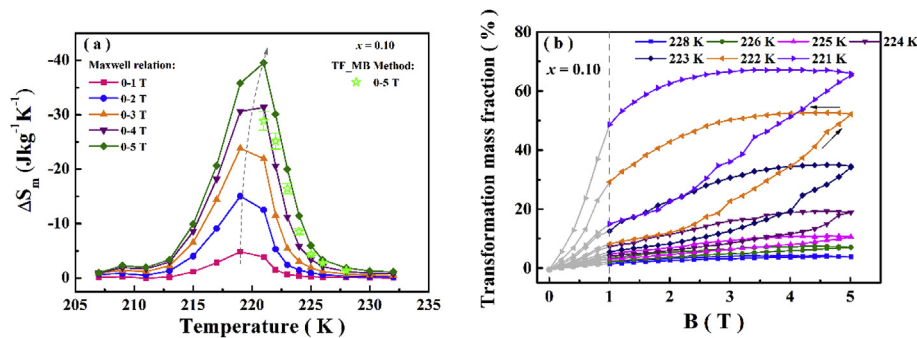 ( a )
x = 0.10
Maxwell relation:
TF_MB Method:
0-1 T
0-5 T
0-2 T
0-3 T
0-4 T
0-5 T
-40
-30
-20
-10
0
ΔSm (Jkg-1K-1)
205 210 215 220 225 230 235
Temperature ( K )
( b )
228 K 226 K 225 K 224 K
223 K 222 K 221 K
x = 0.10
80
60
40
20
0
Transformation mass fraction ( % )
0 1 2 3 4 5
B ( T )